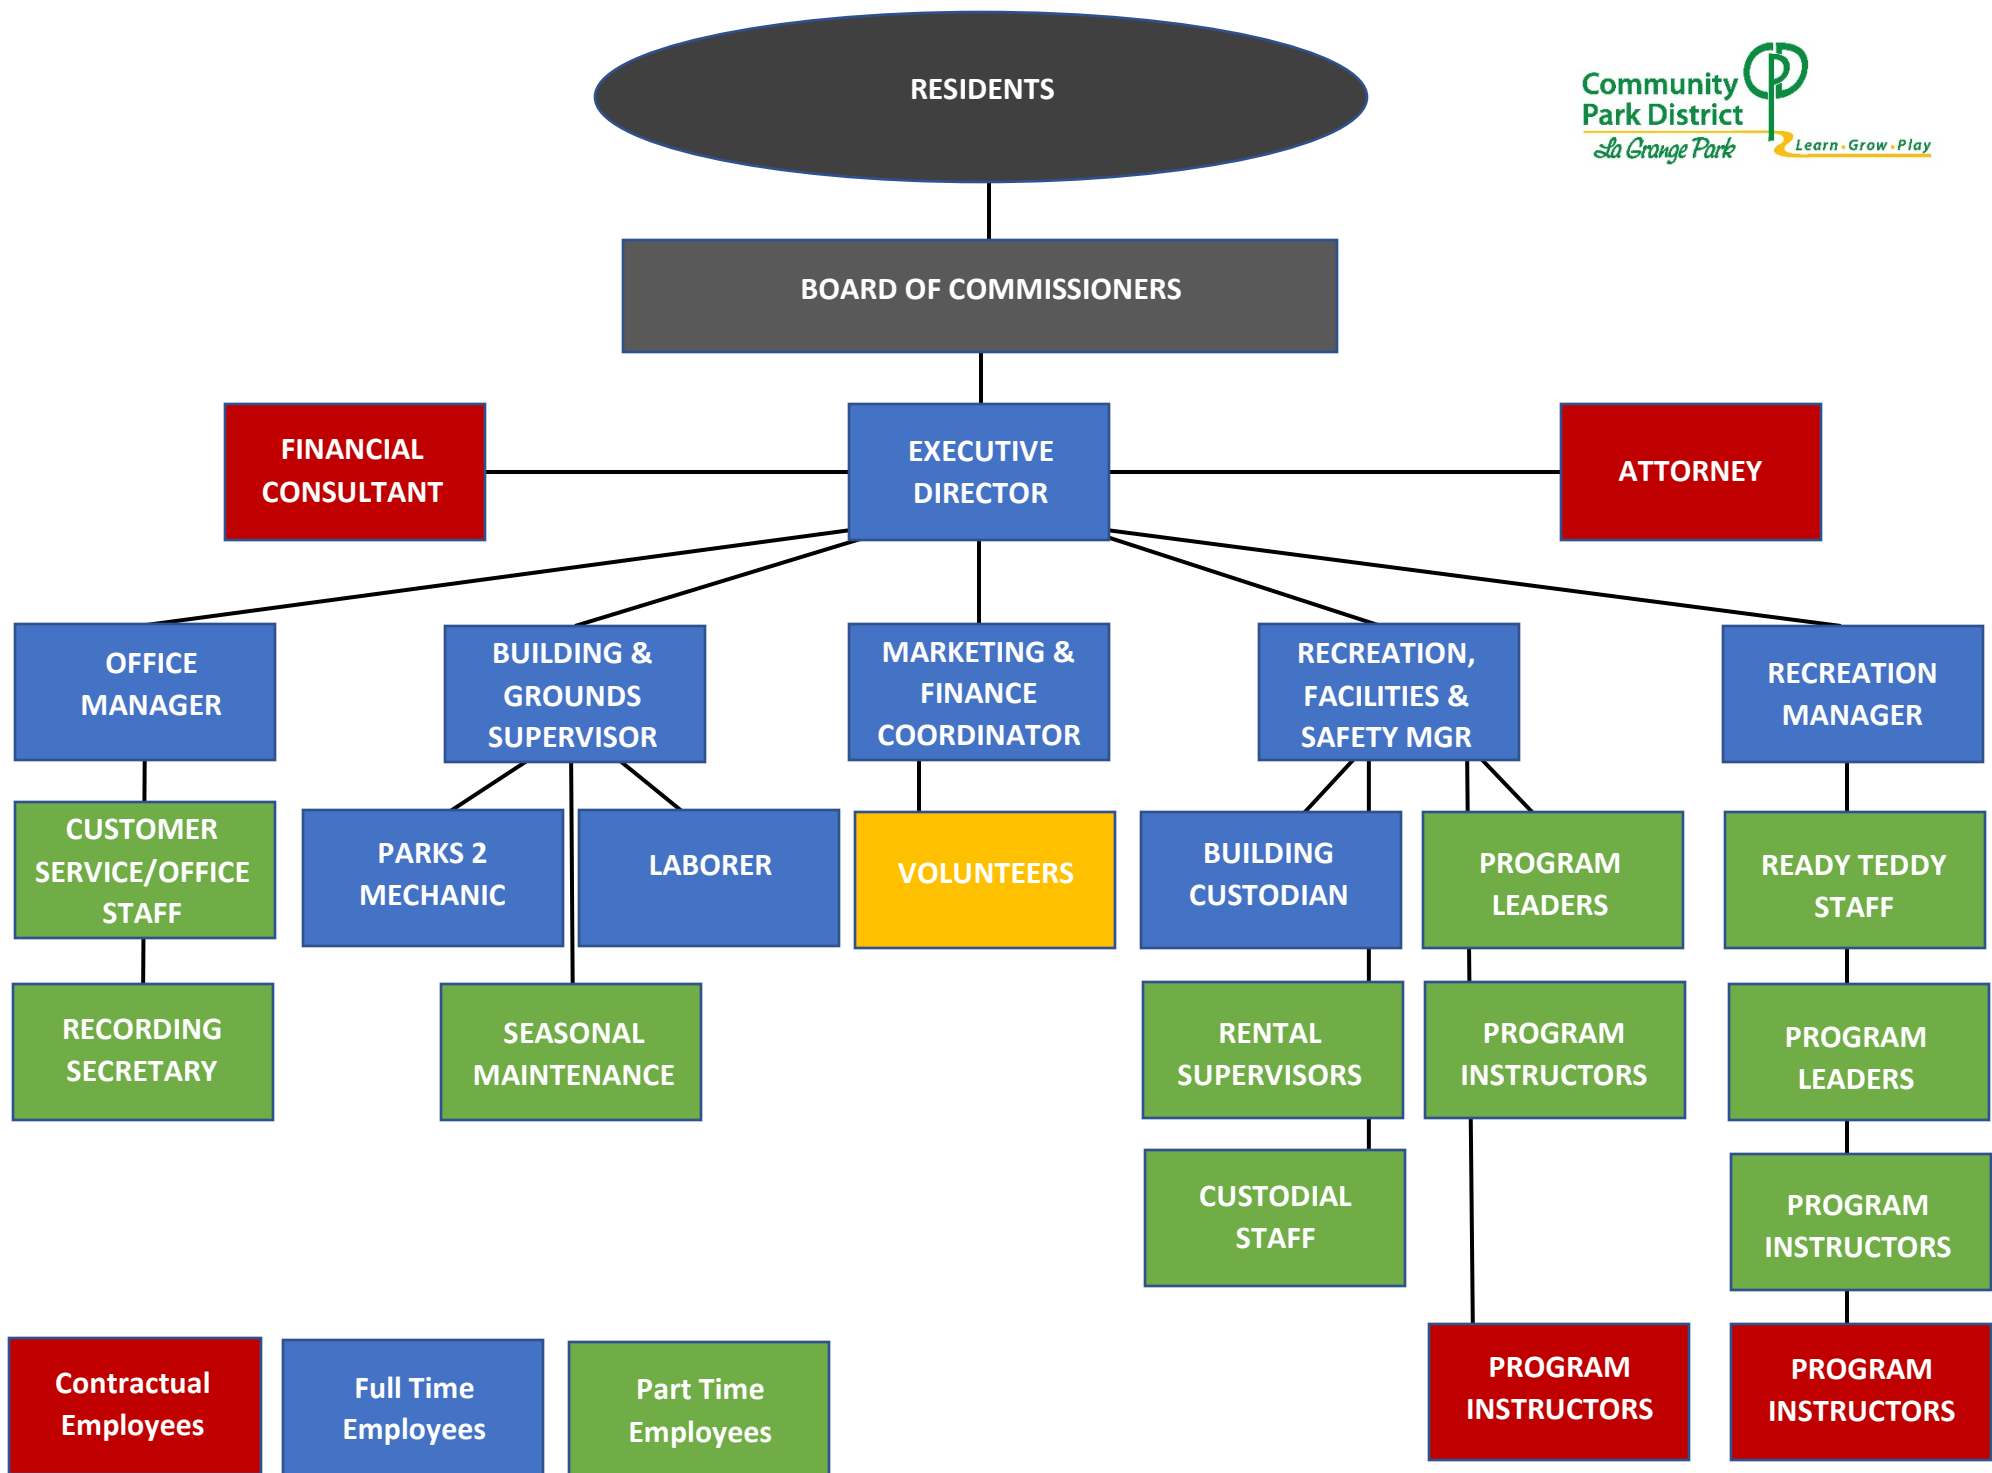 RESIDENTS
Community
Park District
La Grange Park
Learn • Grow • Play
BOARD OF COMMISSIONERS
FINANCIAL
CONSULTANT
EXECUTIVE
DIRECTOR
ATTORNEY
OFFICE
MANAGER
BUILDING &
GROUNDS
SUPERVISOR
MARKETING &
FINANCE
COORDINATOR
RECREATION,
FACILITIES &
SAFETY MGR
RECREATION
MANAGER
CUSTOMER
SERVICE/OFFICE
STAFF
PARKS 2
MECHANIC
LABORER
VOLUNTEERS
BUILDING
CUSTODIAN
PROGRAM
LEADERS
READY TEDDY
STAFF
RECORDING
SECRETARY
SEASONAL
MAINTENANCE
RENTAL
SUPERVISORS
PROGRAM
INSTRUCTORS
PROGRAM
LEADERS
CUSTODIAL
STAFF
PROGRAM
INSTRUCTORS
Contractual
Employees
Full Time
Employees
Part Time
Employees
PROGRAM
INSTRUCTORS
PROGRAM
INSTRUCTORS